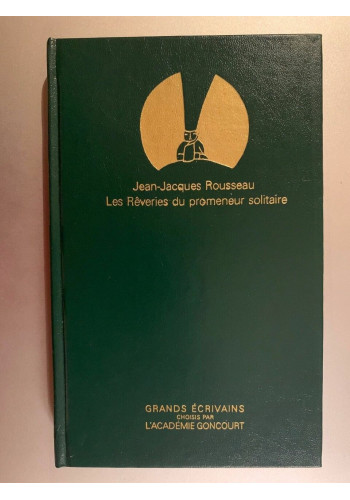 Jean-Jacques Rousseau
Les Rêveries du promeneur solitaire
GRANDS ÉCRIVAINS
CHOISIS PAR
L'ACADÉMIE GONCOURT